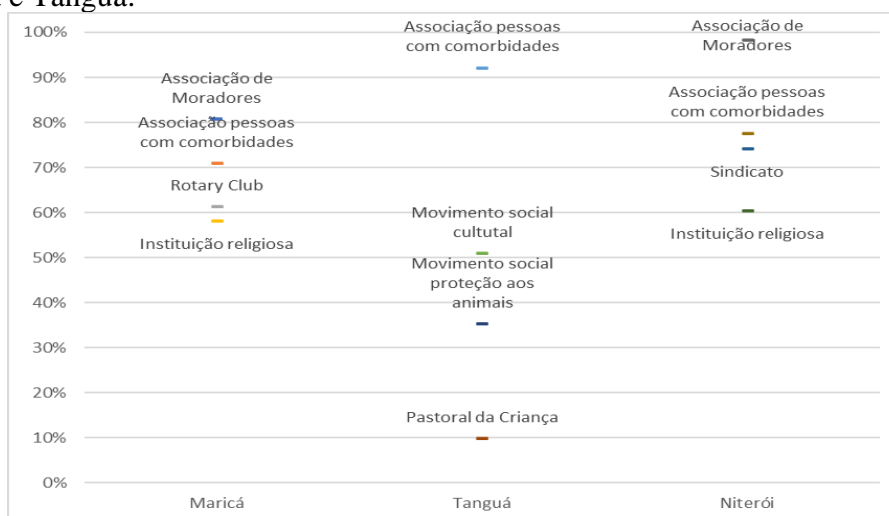 e Tanguá.
100%
90%
80%
70%
60%
50%
40%
30%
20%
10%
0%
Associação de
Moradores
Associação pessoas
com comorbidades
Rotary Club
Instituição religiosa
Associação pessoas
com comorbidades
Movimento social
cultutal
Movimento social
proteção aos
animais
Pastoral da Criança
Associação de
Moradores
Associação pessoas
com comorbidades
Sindicato
Instituição religiosa
Maricá
Tanguá
Niterói